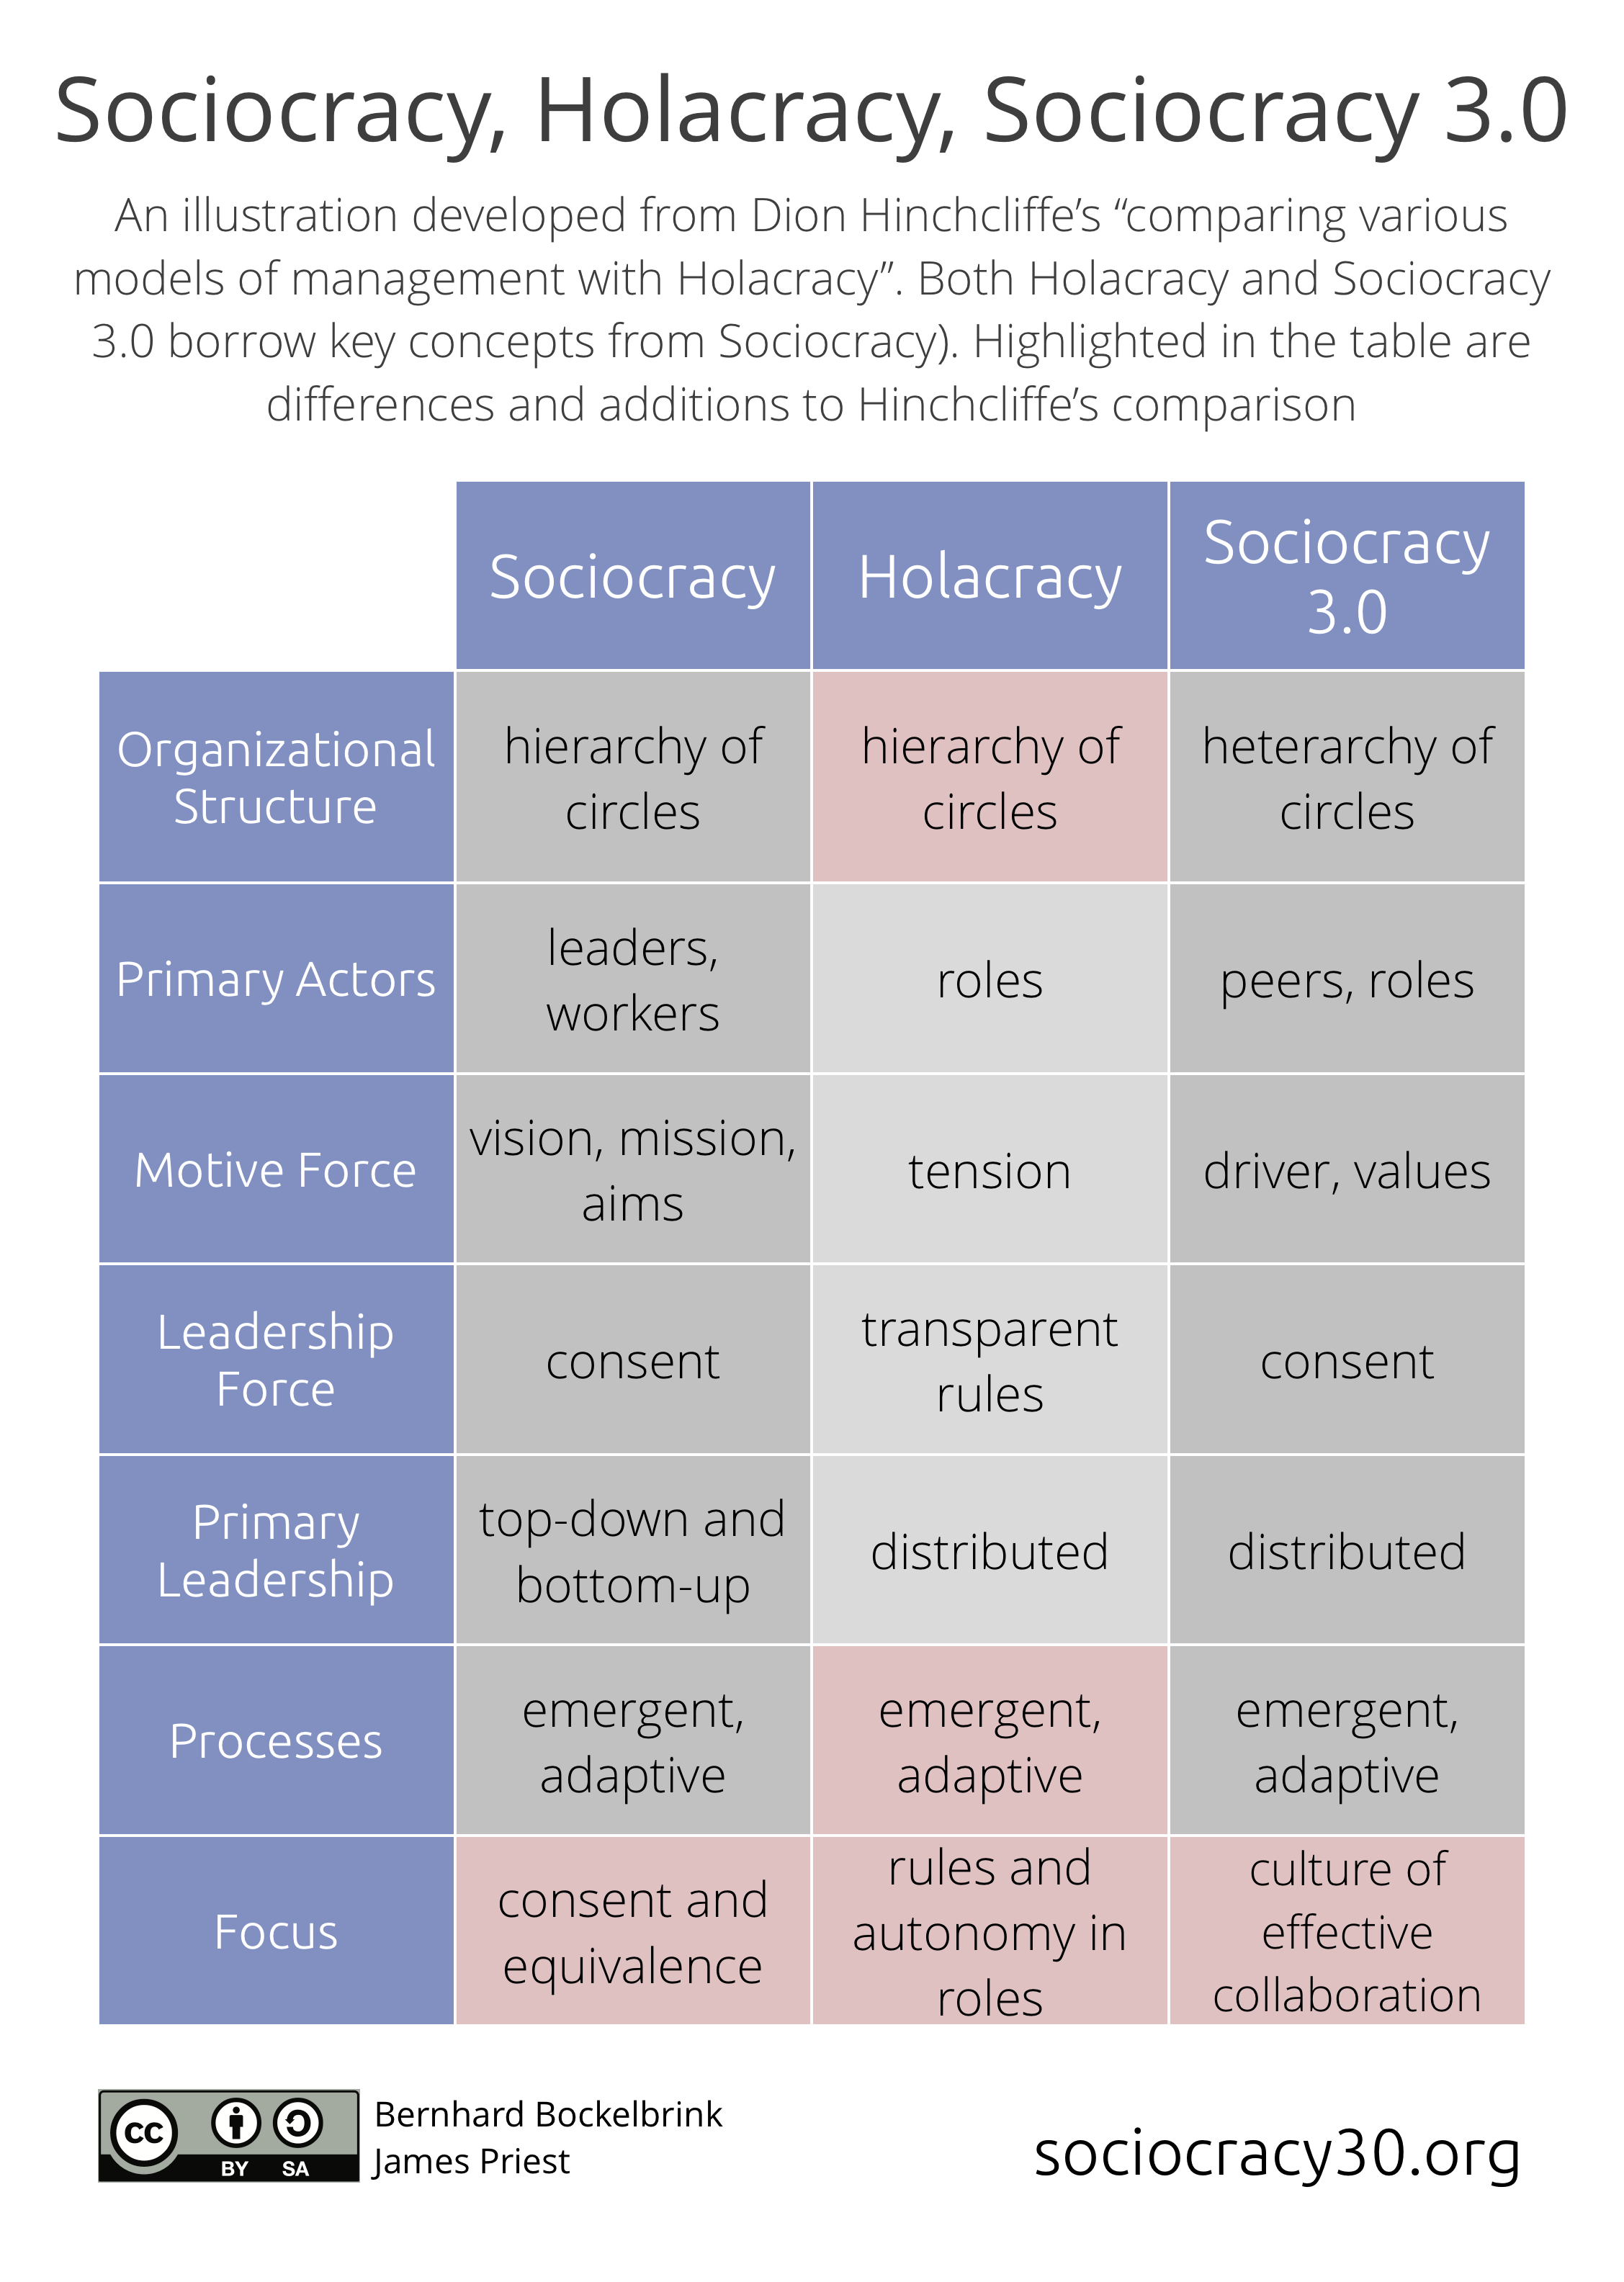 Sociocracy, Holacracy, Sociocracy 3.0
An illustration developed from Dion Hinchcliffe’s “comparing various
models of management with Holacracy”. Both Holacracy and Sociocracy
3.0 borrow key concepts from Sociocracy). Highlighted in the table are
differences and additions to Hinchcliffe’s comparison
Sociocracy
Holacracy
Sociocracy
3.0
Organizational
Structure
hierarchy of
circles
hierarchy of
circles
heterarchy of
circles
Primary Actors
leaders,
workers
roles
peers, roles
Motive Force
vision, mission,
aims
tension
driver, values
Leadership
Force
consent
transparent
rules
consent
Primary
Leadership
top-down and
bottom-up
distributed
distributed
Processes
emergent,
adaptive
emergent,
adaptive
emergent,
adaptive
Focus
consent and
equivalence
rules and
autonomy in
roles
culture of
effective
collaboration
cc
BY SA
Bernhard Bockelbrink
James Priest
sociocracy30.org